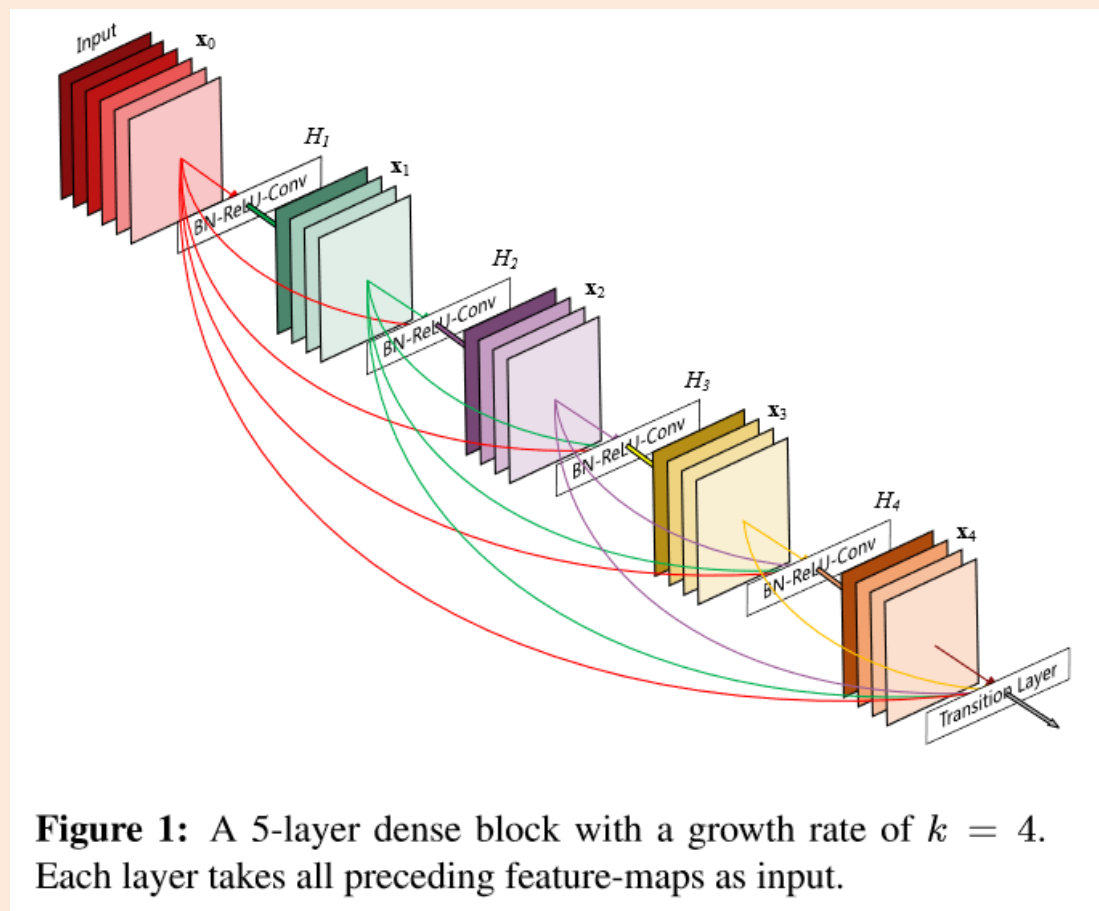 Input
x0
H1
BN-ReLU-Conv
x1
H2
BN-ReLU-Conv
x2
H3
BN-ReLU-Conv
x3
H4
BN-ReLU-Conv
x4
Transition Layer
Figure 1: A 5-layer dense block with a growth rate of k = 4.
Each layer takes all preceding feature-maps as input.